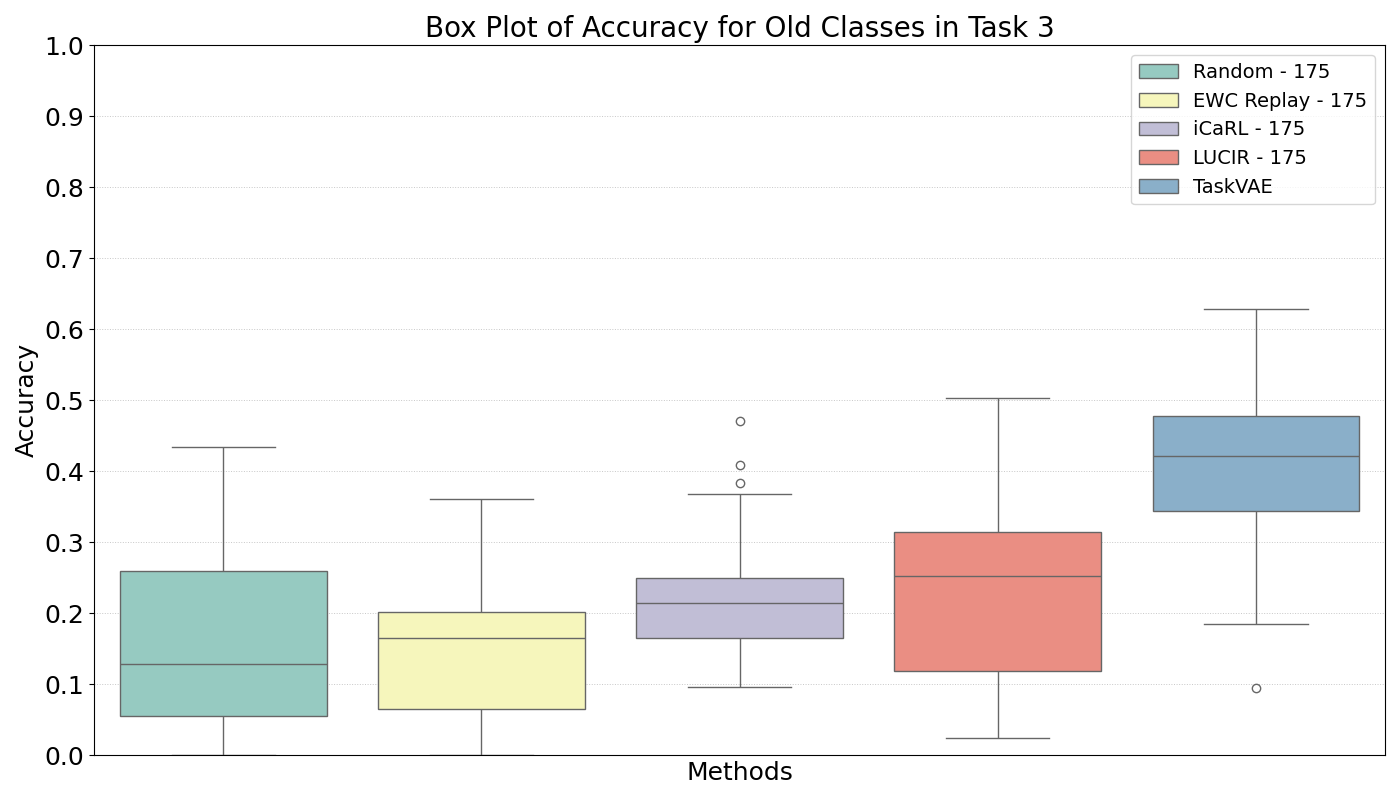 Box Plot of Accuracy for Old Classes in Task 3
1.0
0.9
0.8
0.7
0.6
0.5
0.4
0.3
0.2
0.1
0.0
Accuracy
Methods
Random - 175
EWC Replay - 175
iCaRL - 175
LUCIR - 175
TaskVAE